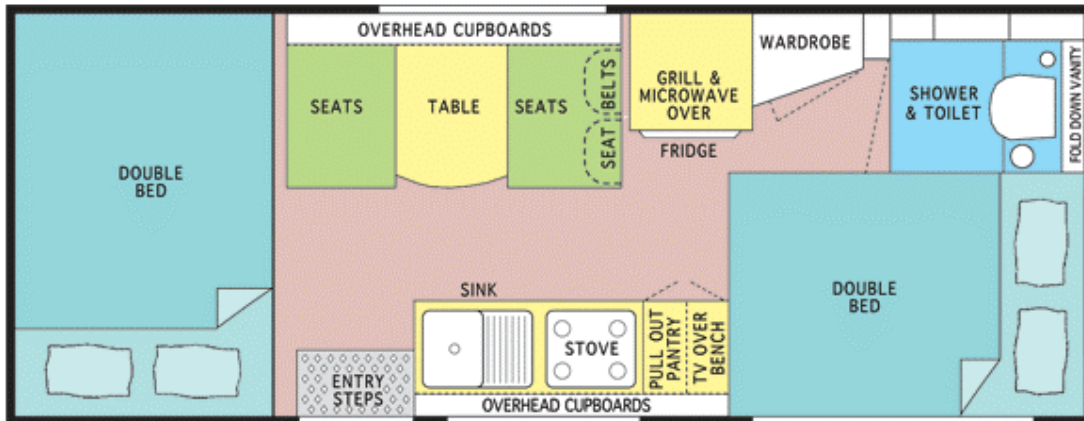 OVERHEAD CUPBOARDS
WARDROBE
SEATS
TABLE
SEATS
SEAT BELTS
GRILL &
MICROWAVE
OVER
FRIDGE
SHOWER
& TOILET
FOLD DOWN VANITY
DOUBLE
BED
SINK
STOVE
PULL OUT
PANTRY
TV OVER
BENCH
DOUBLE
BED
ENTRY
STEPS
OVERHEAD CUPBOARDS